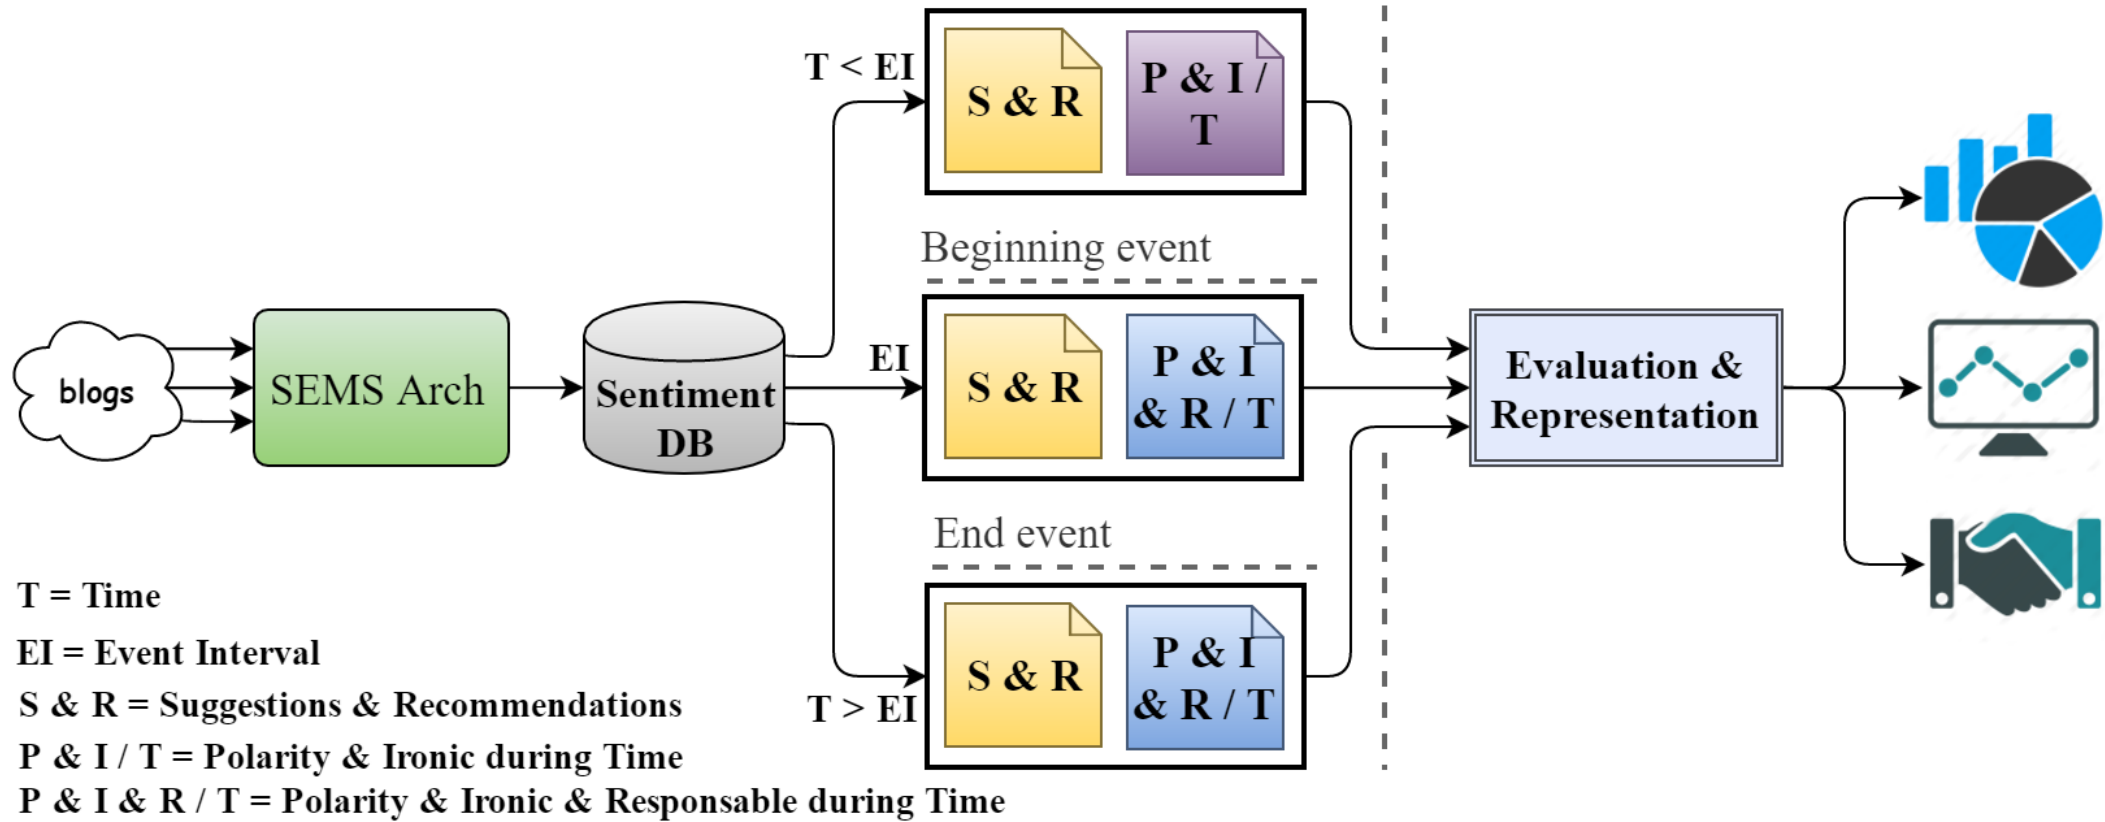 T < EI
S & R
P & I /
T
Beginning event
blogs
SEMS Arch
Sentiment
DB
EI
S & R
P & I
& R / T
Evaluation &
Representation
End event
T > EI
S & R
P & I
& R / T
T = Time
EI = Event Interval
S & R = Suggestions & Recommendations
P & I / T = Polarity & Ironic during Time
P & I & R / T = Polarity & Ironic & Responsable during Time